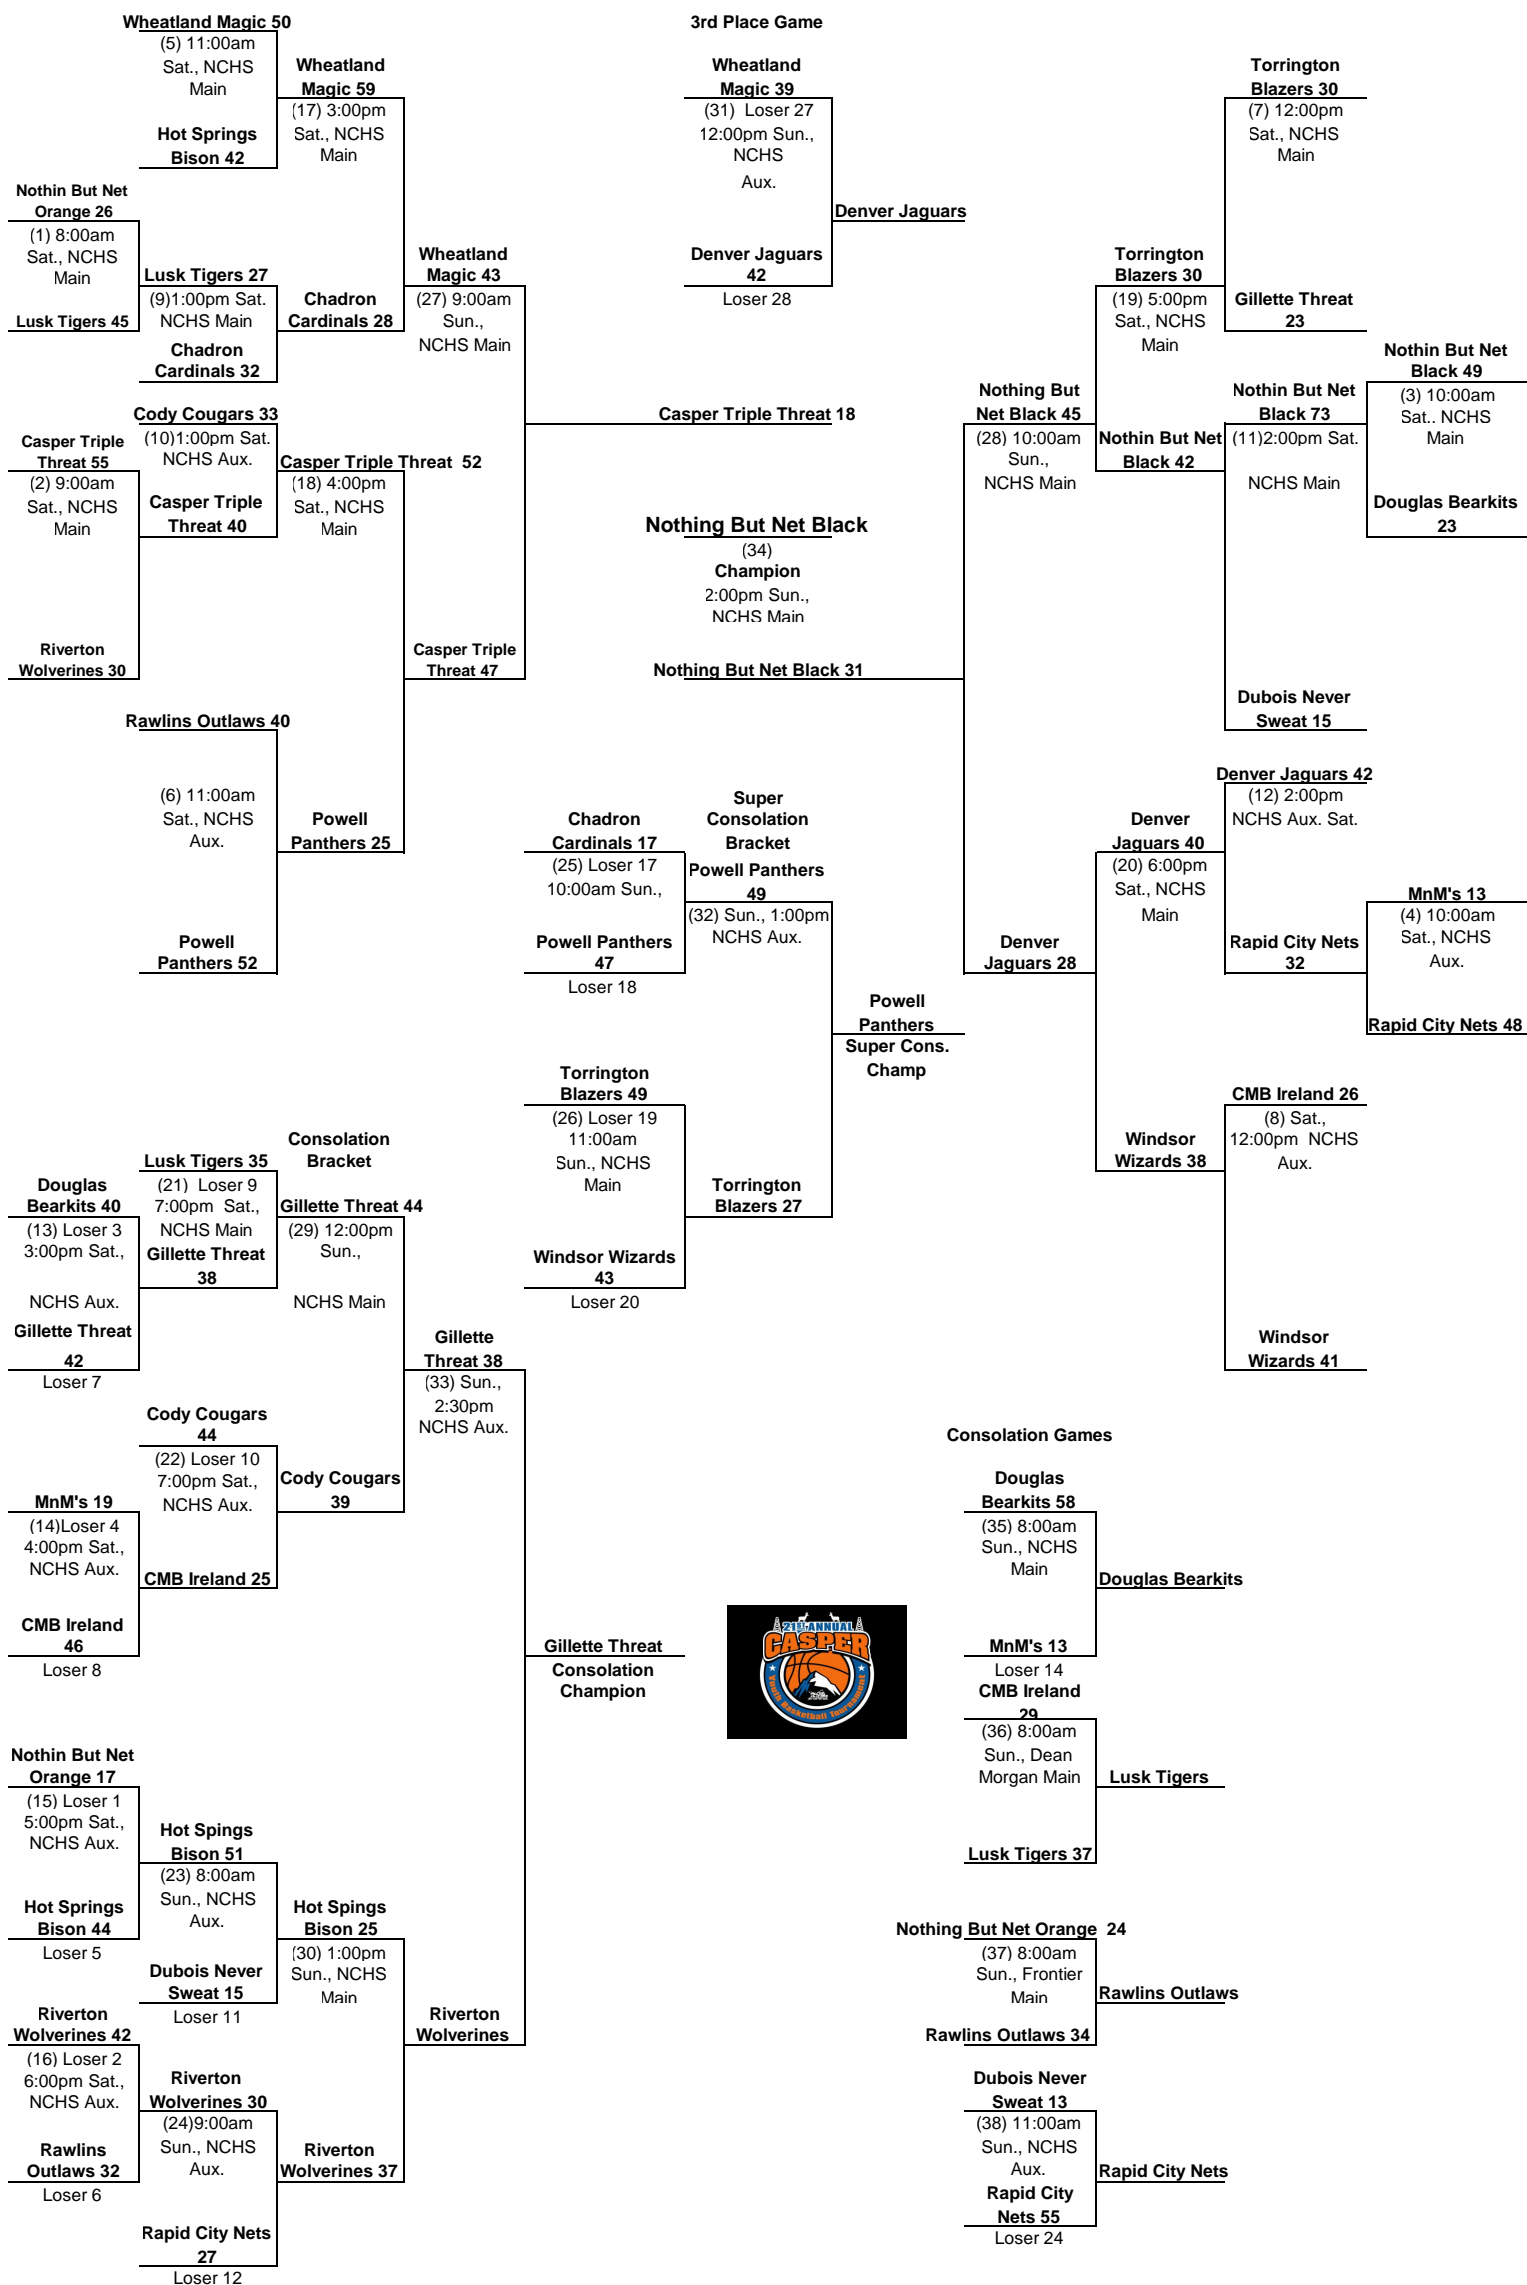 Wheatland Magic 50
(5) 11:00am
Sat., NCHS
Main
Hot Springs
Bison 42
Wheatland
Magic 59
(17) 3:00pm
Sat., NCHS
Main
Nothin But Net
Orange 26
(1) 8:00am
Sat., NCHS
Main
Lusk Tigers 45
Lusk Tigers 27
(9)1:00pm Sat.
NCHS Main
Chadron
Cardinals 32
Chadron
Cardinals 28
Wheatland
Magic 43
(27) 9:00am
Sun.,
NCHS Main
Cody Cougars 33
(10)1:00pm Sat.
NCHS Aux.
Casper Triple
Threat 40
Casper Triple
Threat 55
(2) 9:00am
Sat., NCHS
Main
Riverton
Wolverines 30
Casper Triple Threat 52
(18) 4:00pm
Sat., NCHS
Main
Casper Triple
Threat 47
Rawlins Outlaws 40
(6) 11:00am
Sat., NCHS
Aux.
Powell
Panthers 52
Powell
Panthers 25
3rd Place Game
Wheatland
Magic 39
(31) Loser 27
12:00pm Sun.,
NCHS
Aux.
Denver Jaguars
42
Loser 28
Denver Jaguars
Casper Triple Threat 18
Nothing But Net Black
(34)
Champion
2:00pm Sun.,
NCHS Main
Nothing But Net Black 31
Torrington
Blazers 30
(7) 12:00pm
Sat., NCHS
Main
Gillette Threat
23
Torrington
Blazers 30
(19) 5:00pm
Sat., NCHS
Main
Nothin But Net
Black 42
Nothing But
Net Black 45
(28) 10:00am
Sun.,
NCHS Main
Nothin But Net
Black 73
(11)2:00pm Sat.
NCHS Main
Nothin But Net
Black 49
(3) 10:00am
Sat.. NCHS
Main
Douglas Bearkits
23
Dubois Never
Sweat 15
Denver Jaguars 42
(12) 2:00pm
NCHS Aux. Sat.
Denver
Jaguars 40
(20) 6:00pm
Sat., NCHS
Main
Rapid City Nets
32
MnM's 13
(4) 10:00am
Sat., NCHS
Aux.
Rapid City Nets 48
Denver
Jaguars 28
Windsor
Wizards 38
CMB Ireland 26
(8) Sat.,
12:00pm NCHS
Aux.
Windsor
Wizards 41
Super
Consolation
Bracket
Chadron
Cardinals 17
(25) Loser 17
10:00am Sun.,
Powell Panthers
47
Loser 18
Powell Panthers
49
(32) Sun., 1:00pm
NCHS Aux.
Powell
Panthers
Super Cons.
Champ
Torrington
Blazers 49
(26) Loser 19
11:00am
Sun., NCHS
Main
Windsor Wizards
43
Loser 20
Torrington
Blazers 27
Consolation
Bracket
Lusk Tigers 35
(21) Loser 9
7:00pm Sat.,
NCHS Main
Gillette Threat
38
Douglas
Bearkits 40
(13) Loser 3
3:00pm Sat.,
NCHS Aux.
Gillette Threat
42
Loser 7
Gillette Threat 44
(29) 12:00pm
Sun.,
NCHS Main
Gillette
Threat 38
(33) Sun.,
2:30pm
NCHS Aux.
Cody Cougars
44
(22) Loser 10
7:00pm Sat.,
NCHS Aux.
Cody Cougars
39
MnM's 19
(14)Loser 4
4:00pm Sat.,
NCHS Aux.
CMB Ireland 25
CMB Ireland
46
Loser 8
Gillette Threat
Consolation
Champion
21st ANNUAL
CASPER
Youth Basketball Tournament
Nothin But Net
Orange 17
(15) Loser 1
5:00pm Sat.,
NCHS Aux.
Hot Springs
Bison 44
Loser 5
Hot Spings
Bison 51
(23) 8:00am
Sun., NCHS
Aux.
Dubois Never
Sweat 15
Loser 11
Hot Spings
Bison 25
(30) 1:00pm
Sun., NCHS
Main
Riverton
Wolverines
Riverton
Wolverines 42
(16) Loser 2
6:00pm Sat.,
NCHS Aux.
Rawlins
Outlaws 32
Loser 6
Riverton
Wolverines 30
(24)9:00am
Sun., NCHS
Aux.
Riverton
Wolverines 37
Rapid City Nets
27
Loser 12
Consolation Games
Douglas
Bearkits 58
(35) 8:00am
Sun., NCHS
Main
Douglas Bearkits
MnM's 13
Loser 14
CMB Ireland
29
(36) 8:00am
Sun., Dean
Morgan Main
Lusk Tigers
Lusk Tigers 37
Nothing But Net Orange 24
(37) 8:00am
Sun., Frontier
Main
Rawlins Outlaws
Rawlins Outlaws 34
Dubois Never
Sweat 13
(38) 11:00am
Sun., NCHS
Aux.
Rapid City Nets
Rapid City
Nets 55
Loser 24